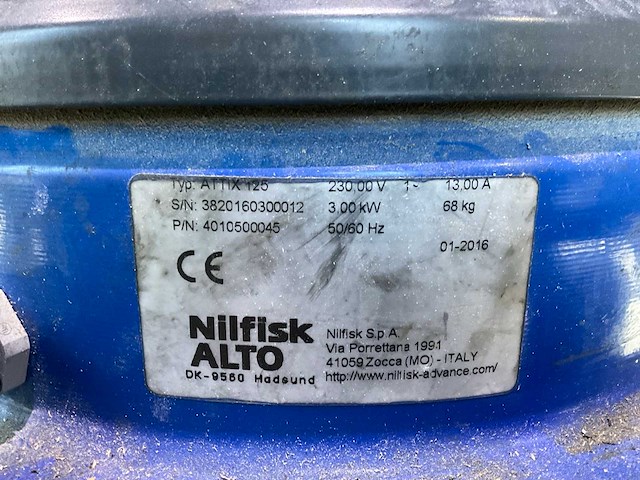 Typ: ATTIX 125 230,00 V 1~ 13,00 A
S/N: 3820160300012 3,00 kW 68 kg
P/N: 4010500045 50/60 Hz
01-2016
CE
Nilfisk
ALTO
DK-9560 Hadsund
Nilfisk S.p.A.
Via Porrettana 1991
41059 Zocca (MO) - ITALY
http://www.nilfisk-advance.com/